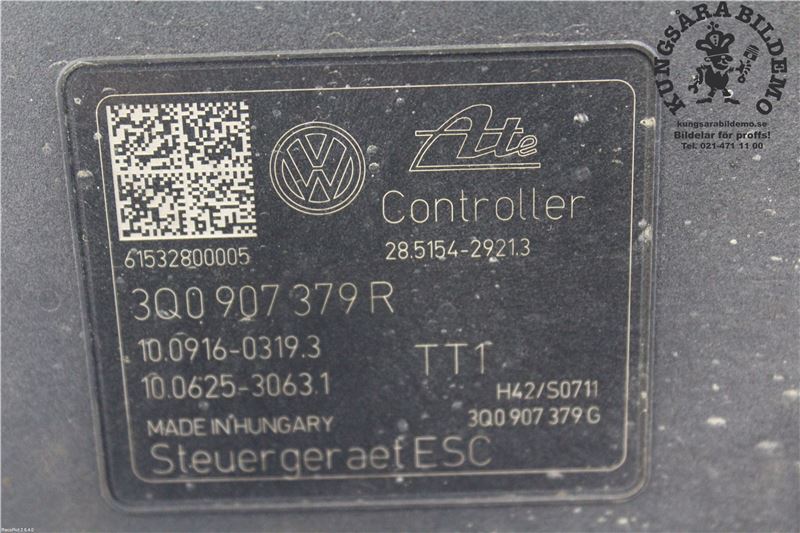 KUNGSÅRA BILDEMO
kungsarabildemo.se
Bildelar för proffs!
Tel. 021-471 11 00
VW
Ate
Controller
61532800005
28.5154-2921.3
3Q0 907 379 R
10.0916-0319.3
TT1
10.0625-3063.1
H42/S0711
MADE IN HUNGARY
3Q0 907 379 G
Steuergeraet ESC